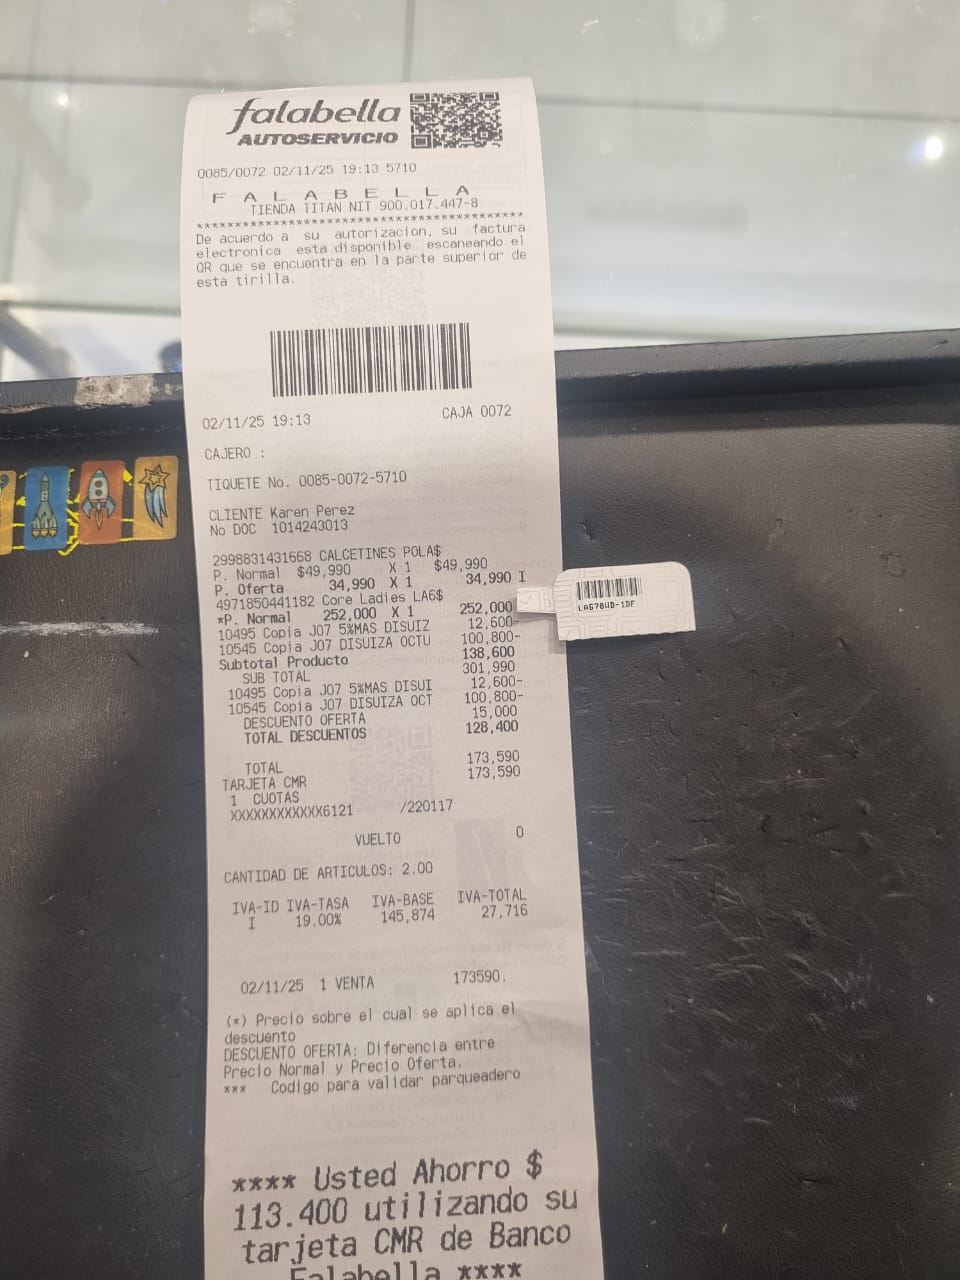 falabella
AUTOSERVICIO
0085/0072 02/11/25 19:13 5710
F A L A B E L L A
TIENDA TITAN NIT 900.017.447-8
************************************************
De acuerdo a su autorizacion, su factura
electronica esta disponible escaneando el
QR que se encuentra en la parte superior de
esta tirilla.
02/11/25 19:13 CAJA 0072
CAJERO :
TIQUETE No. 0085-0072-5710
CLIENTE Karen Perez
No DOC 1014243013
2998831431668 CALCETINES POLA$
P. Normal $49,990 X 1 $49,990
P. Oferta 34,990 X 1 34,990 I
4971850441182 Core Ladies LA6$
*P. Normal 252,000 X 1 252,000
10495 Copia J07 5%MAS DISUIZ 12,600-
10545 Copia J07 DISUIZA OCTU 100,800-
Subtotal Producto 138,600
SUB TOTAL 301,990
10495 Copia J07 5%MAS DISUI 12,600-
10545 Copia J07 DISUIZA OCT 100,800-
DESCUENTO OFERTA 15,000
TOTAL DESCUENTOS 128,400
TOTAL 173,590
TARJETA CMR 173,590
1 CUOTAS
XXXXXXXXXXXX6121 /220117
VUELTO 0
CANTIDAD DE ARTICULOS: 2.00
IVA-ID IVA-TASA IVA-BASE IVA-TOTAL
I 19.00% 145,874 27,716
02/11/25 1 VENTA 173590.
(*) Precio sobre el cual se aplica el
descuento
DESCUENTO OFERTA: Diferencia entre
Precio Normal y Precio Oferta.
*** Codigo para validar parqueadero
**** Usted Ahorro $
113.400 utilizando su
tarjeta CMR de Banco
Falabella ****
LA670WD-1DF